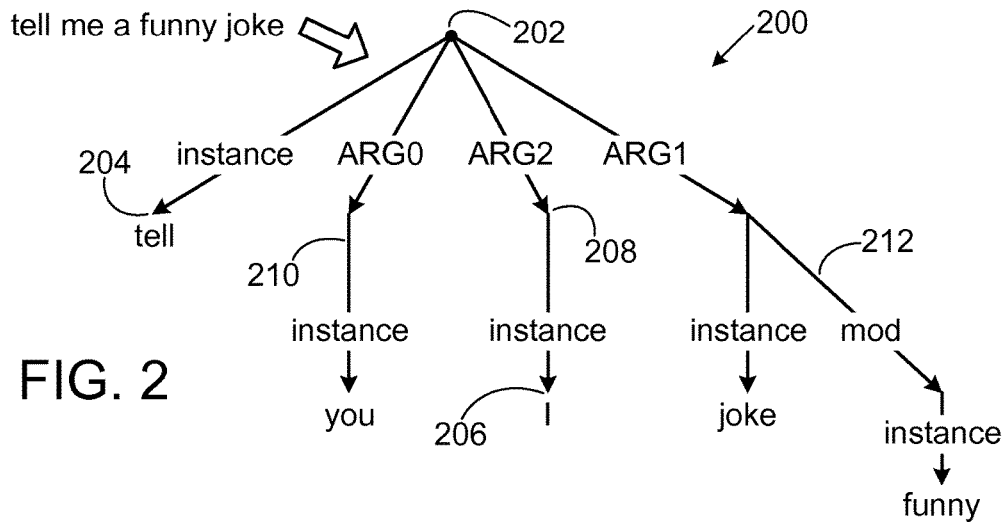 tell me a funny joke
202
200
204
instance
ARG0
ARG2
ARG1
tell
210
208
212
instance
instance
instance
mod
FIG. 2
you
206
I
joke
instance
funny